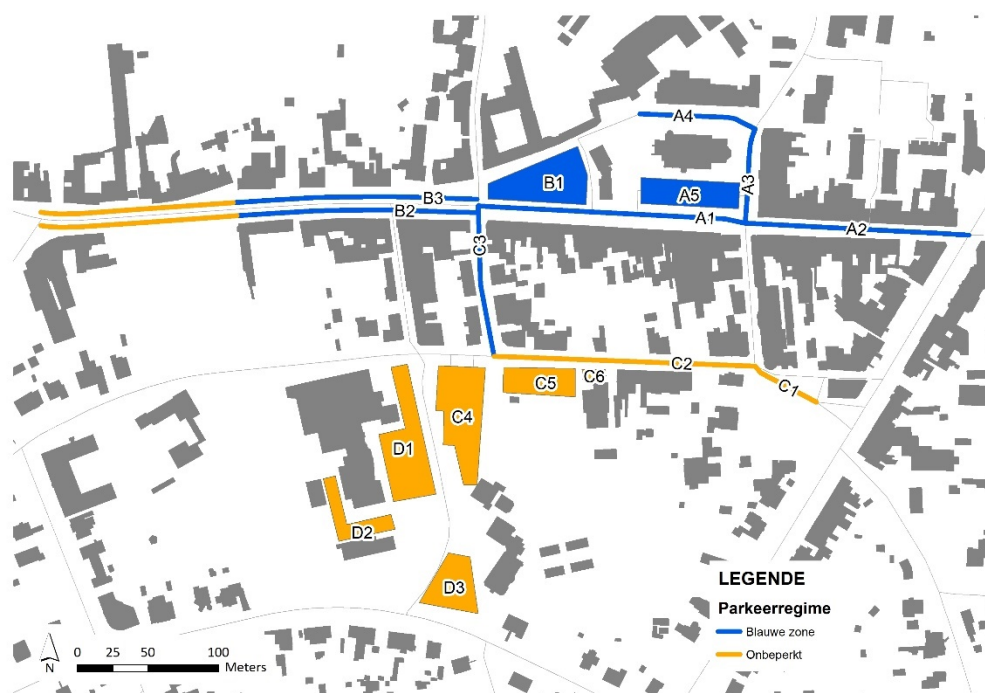 A4
A3
B1
A5
B3
A1
B2
A2
C3
C2
C5
C6
C1
C4
D1
D2
D3
LEGENDE
Parkeerregime
Blauwe zone
Onbeperkt
N
0 25 50 100
Meters